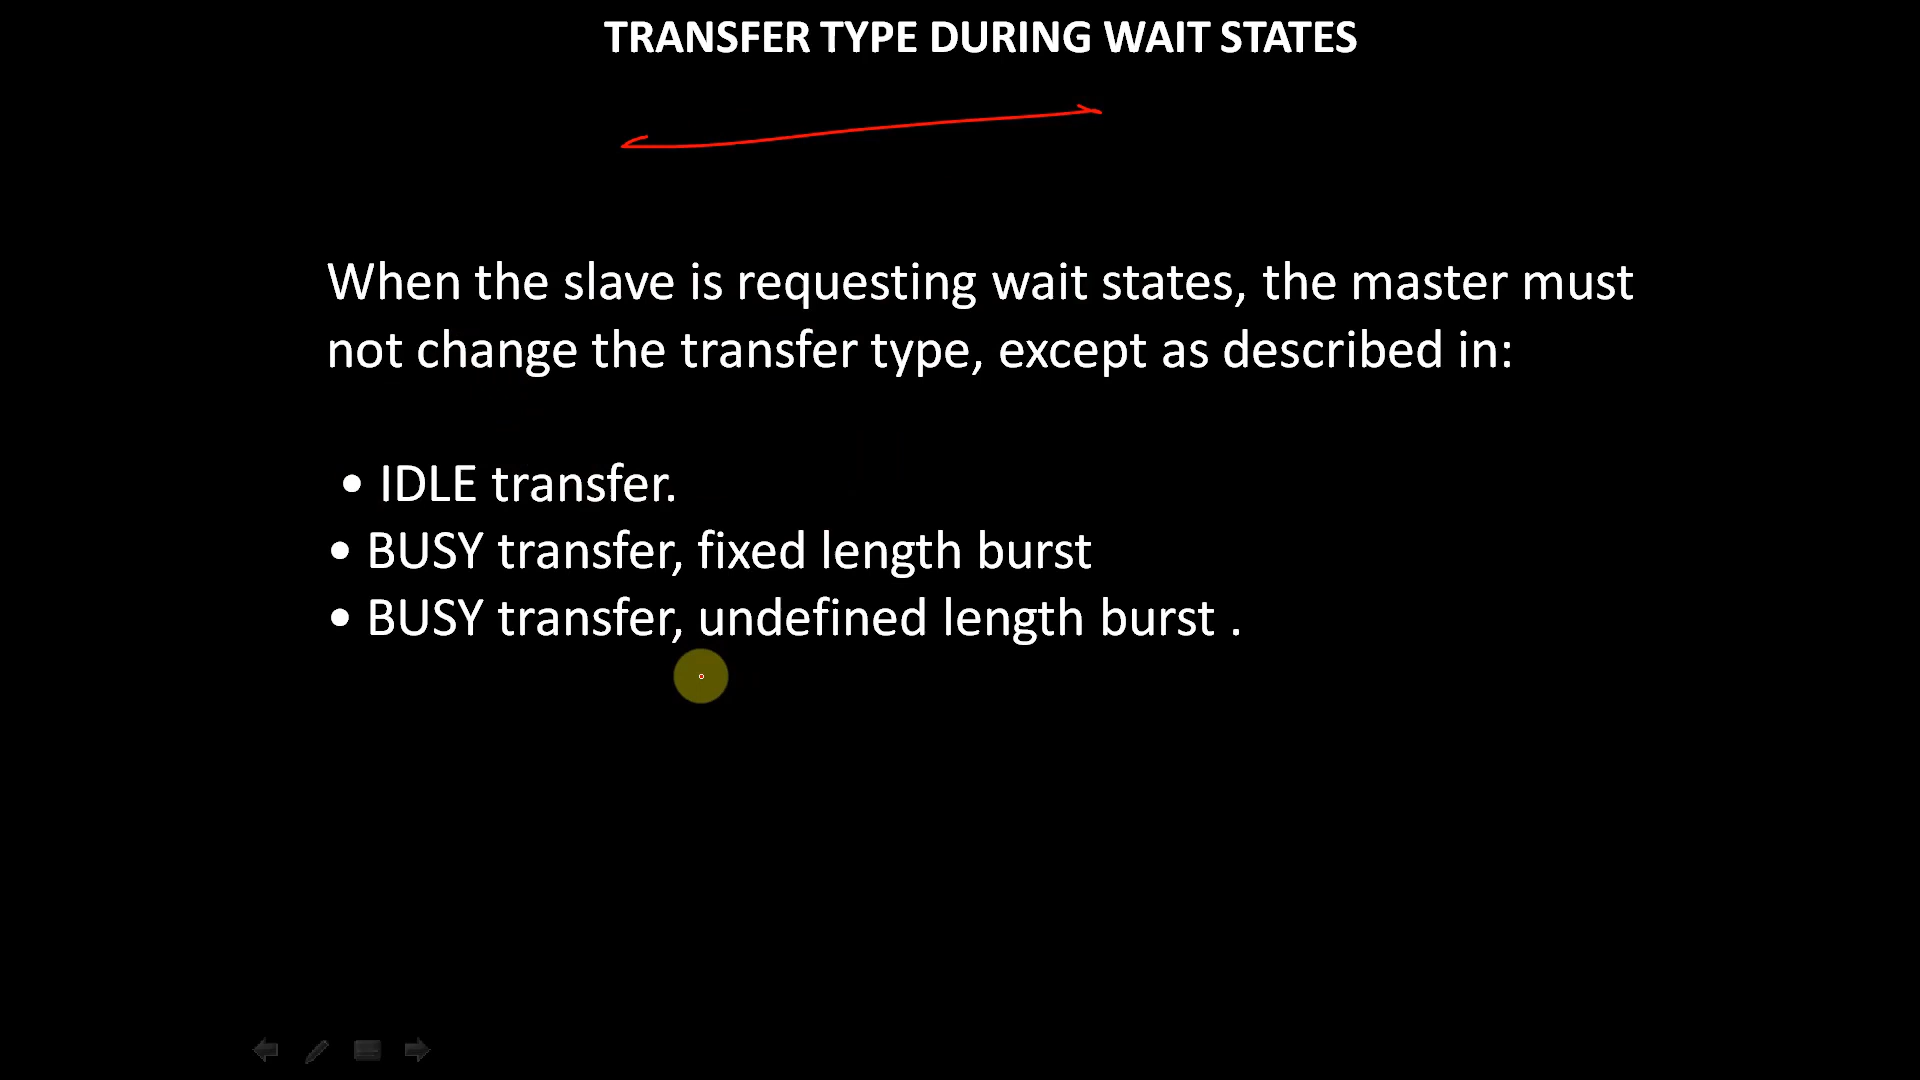 TRANSFER TYPE DURING WAIT STATES
When the slave is requesting wait states, the master must
not change the transfer type, except as described in:
• IDLE transfer.
• BUSY transfer, fixed length burst
• BUSY transfer, undefined length burst .